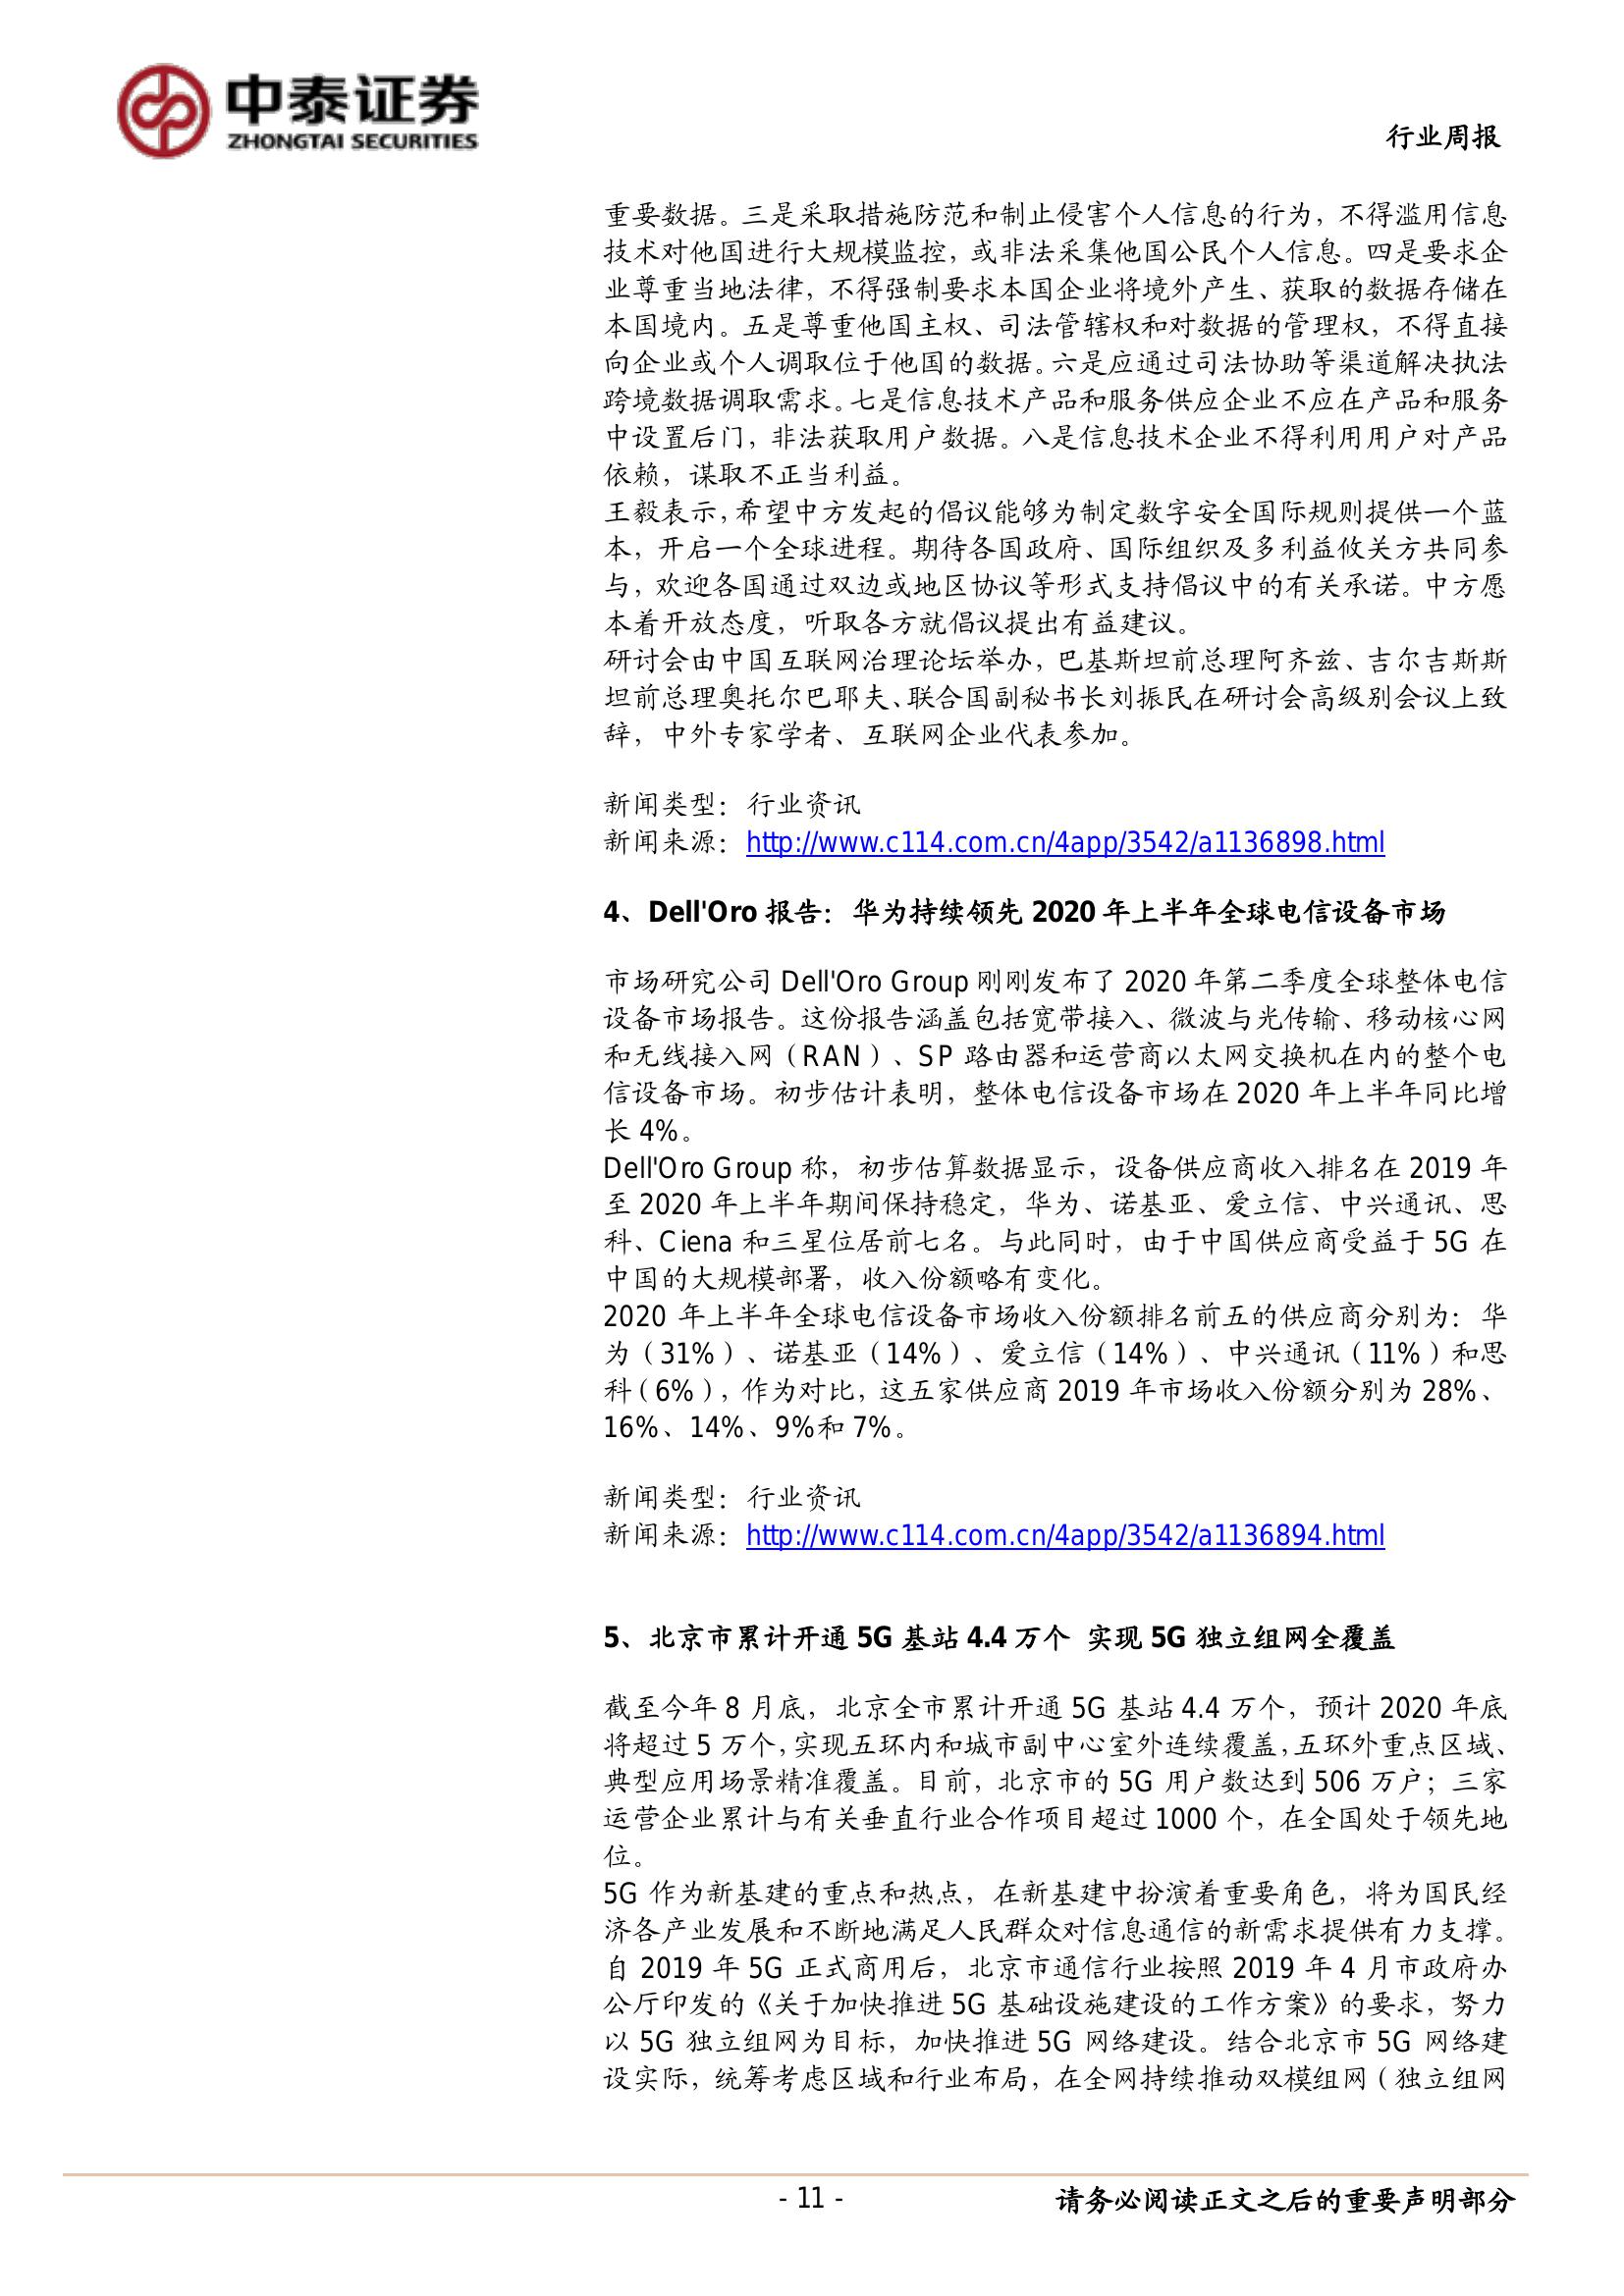 中泰证券
ZHONGTAI SECURITIES
行业周报
重要数据。三是采取措施防范和制止侵害个人信息的行为，不得滥用信息
技术对他国进行大规模监控，或非法采集他国公民个人信息。四是要求企
业尊重当地法律，不得强制要求本国企业将境外产生、获取的数据存储在
本国境内。五是尊重他国主权、司法管辖权和对数据的管理权，不得直接
向企业或个人调取位于他国的数据。六是应通过司法协助等渠道解决执法
跨境数据调取需求。七是信息技术产品和服务供应企业不应在产品和服务
中设置后门，非法获取用户数据。八是信息技术企业不得利用用户对产品
依赖，谋取不正当利益。
王毅表示，希望中方发起的倡议能够为制定数字安全国际规则提供一个蓝
本，开启一个全球进程。期待各国政府、国际组织及多利益攸关方共同参
与，欢迎各国通过双边或地区协议等形式支持倡议中的有关承诺。中方愿
本着开放态度，听取各方就倡议提出有益建议。
研讨会由中国互联网治理论坛举办，巴基斯坦前总理阿齐兹、吉尔吉斯斯
坦前总理奥托尔巴耶夫、联合国副秘书长刘振民在研讨会高级别会议上致
辞，中外专家学者、互联网企业代表参加。
新闻类型：行业资讯
新闻来源：http://www.c114.com.cn/4app/3542/a1136898.html
4、Dell'Oro 报告：华为持续领先 2020 年上半年全球电信设备市场
市场研究公司 Dell'Oro Group 刚刚发布了 2020 年第二季度全球整体电信
设备市场报告。这份报告涵盖包括宽带接入、微波与光传输、移动核心网
和无线接入网（RAN）、SP 路由器和运营商以太网交换机在内的整个电
信设备市场。初步估计表明，整体电信设备市场在 2020 年上半年同比增
长 4%。
Dell'Oro Group 称，初步估算数据显示，设备供应商收入排名在 2019 年
至 2020 年上半年期间保持稳定，华为、诺基亚、爱立信、中兴通讯、思
科、Ciena 和三星位居前七名。与此同时，由于中国供应商受益于 5G 在
中国的大规模部署，收入份额略有变化。
2020 年上半年全球电信设备市场收入份额排名前五的供应商分别为：华
为（31%）、诺基亚（14%）、爱立信（14%）、中兴通讯（11%）和思
科（6%），作为对比，这五家供应商 2019 年市场收入份额分别为 28%、
16%、14%、9%和 7%。
新闻类型：行业资讯
新闻来源：http://www.c114.com.cn/4app/3542/a1136894.html
5、北京市累计开通 5G 基站 4.4 万个 实现 5G 独立组网全覆盖
截至今年 8 月底，北京全市累计开通 5G 基站 4.4 万个，预计 2020 年底
将超过 5 万个，实现五环内和城市副中心室外连续覆盖，五环外重点区域、
典型应用场景精准覆盖。目前，北京市的 5G 用户数达到 506 万户；三家
运营企业累计与有关垂直行业合作项目超过 1000 个，在全国处于领先地
位。
5G 作为新基建的重点和热点，在新基建中扮演着重要角色，将为国民经
济各产业发展和不断地满足人民群众对信息通信的新需求提供有力支撑。
自 2019 年 5G 正式商用后，北京市通信行业按照 2019 年 4 月市政府办
公厅印发的《关于加快推进 5G 基础设施建设的工作方案》的要求，努力
以 5G 独立组网为目标，加快推进 5G 网络建设。结合北京市 5G 网络建
设实际，统筹考虑区域和行业布局，在全网持续推动双模组网（独立组网
- 11 -
请务必阅读正文之后的重要声明部分